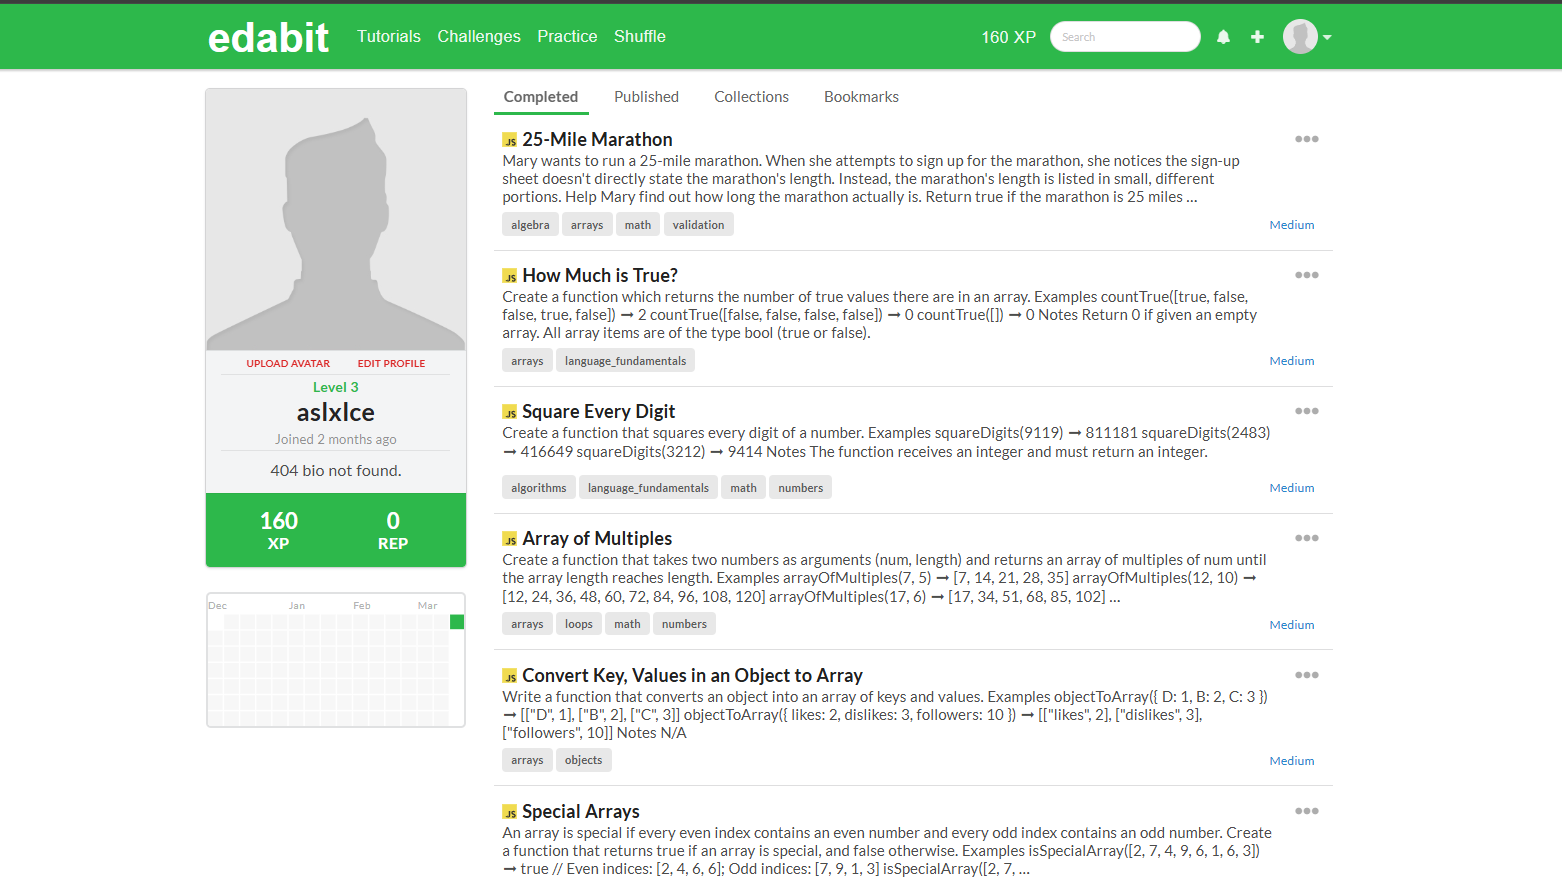 edabit
Tutorials Challenges Practice Shuffle
160 XP
Search
UPLOAD AVATAR EDIT PROFILE
Level 3
aslxlce
Joined 2 months ago
404 bio not found.
160 0
XP REP
Dec Jan Feb Mar
Completed Published Collections Bookmarks
JS 25-Mile Marathon
Mary wants to run a 25-mile marathon. When she attempts to sign up for the marathon, she notices the sign-up
sheet doesn't directly state the marathon's length. Instead, the marathon's length is listed in small, different
portions. Help Mary find out how long the marathon actually is. Return true if the marathon is 25 miles ...
algebra arrays math validation Medium
JS How Much is True?
Create a function which returns the number of true values there are in an array. Examples countTrue([true, false,
false, true, false]) ➞ 2 countTrue([false, false, false, false]) ➞ 0 countTrue([]) ➞ 0 Notes Return 0 if given an empty
array. All array items are of the type bool (true or false).
arrays language_fundamentals Medium
JS Square Every Digit
Create a function that squares every digit of a number. Examples squareDigits(9119) ➞ 811181 squareDigits(2483)
➞ 416649 squareDigits(3212) ➞ 9414 Notes The function receives an integer and must return an integer.
algorithms language_fundamentals math numbers Medium
JS Array of Multiples
Create a function that takes two numbers as arguments (num, length) and returns an array of multiples of num until
the array length reaches length. Examples arrayOfMultiples(7, 5) ➞ [7, 14, 21, 28, 35] arrayOfMultiples(12, 10) ➞
[12, 24, 36, 48, 60, 72, 84, 96, 108, 120] arrayOfMultiples(17, 6) ➞ [17, 34, 51, 68, 85, 102] ...
arrays loops math numbers Medium
JS Convert Key, Values in an Object to Array
Write a function that converts an object into an array of keys and values. Examples objectToArray({ D: 1, B: 2, C: 3 })
➞ [["D", 1], ["B", 2], ["C", 3]] objectToArray({ likes: 2, dislikes: 3, followers: 10 }) ➞ [["likes", 2], ["dislikes", 3],
["followers", 10]] Notes N/A
arrays objects Medium
JS Special Arrays
An array is special if every even index contains an even number and every odd index contains an odd number. Create
a function that returns true if an array is special, and false otherwise. Examples isSpecialArray([2, 7, 4, 9, 6, 1, 6, 3])
➞ true // Even indices: [2, 4, 6, 6]; Odd indices: [7, 9, 1, 3] isSpecialArray([2, 7, ...